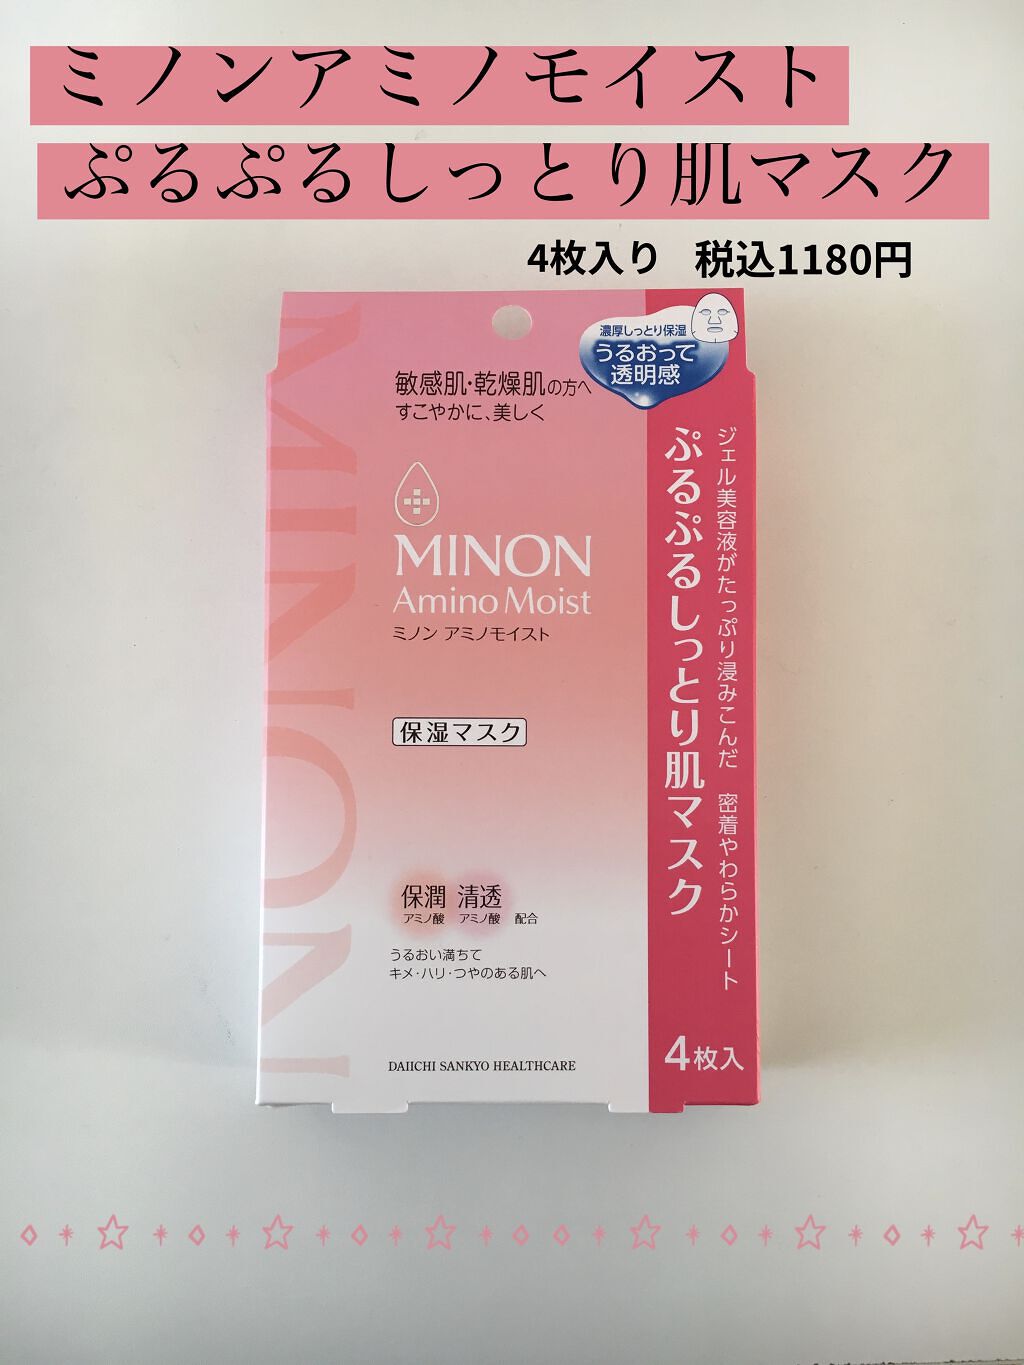 ミノンアミノモイスト
ぷるぷるしっとり肌マスク
4枚入り 税込1180円
濃厚しっとり保湿
うるおって
透明感
敏感肌・乾燥肌の方へ
すこやかに、美しく
MINON
MINON
Amino Moist
ミノン アミノモイスト
保湿マスク
保潤 清透
アミノ酸 アミノ酸 配合
うるおい満ちて
キメ・ハリ・つやのある肌へ
DAIICHI SANKYO HEALTHCARE
ジェル美容液がたっぷり浸みこんだ 密着やわらかシート
ぷるぷるしっとり肌マスク
4枚入